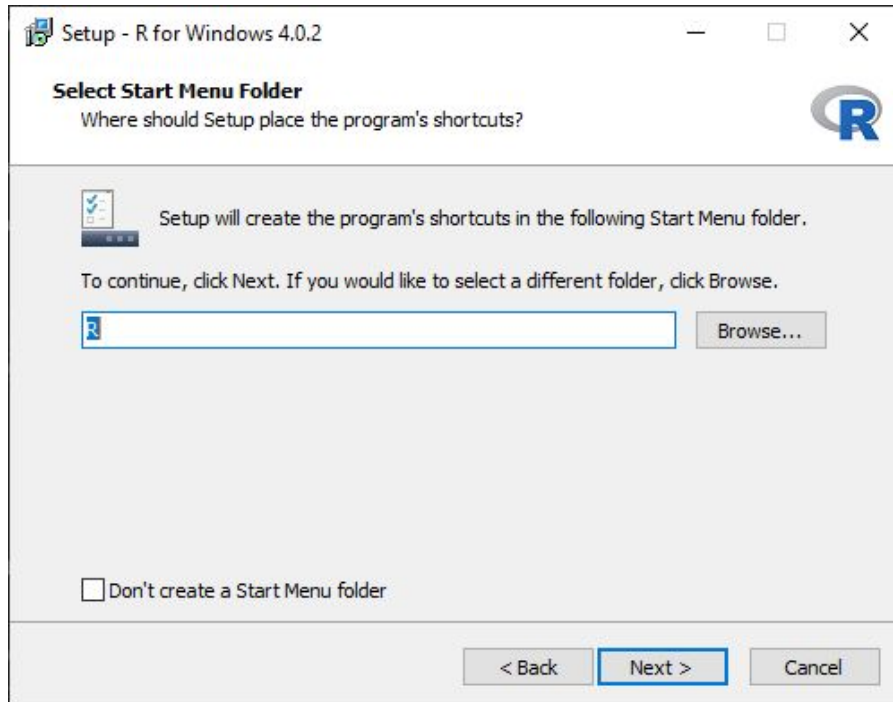 Setup - R for Windows 4.0.2
Select Start Menu Folder
Where should Setup place the program's shortcuts?
R
Setup will create the program's shortcuts in the following Start Menu folder.
To continue, click Next. If you would like to select a different folder, click Browse.
R
Browse...
Don't create a Start Menu folder
< Back
Next >
Cancel